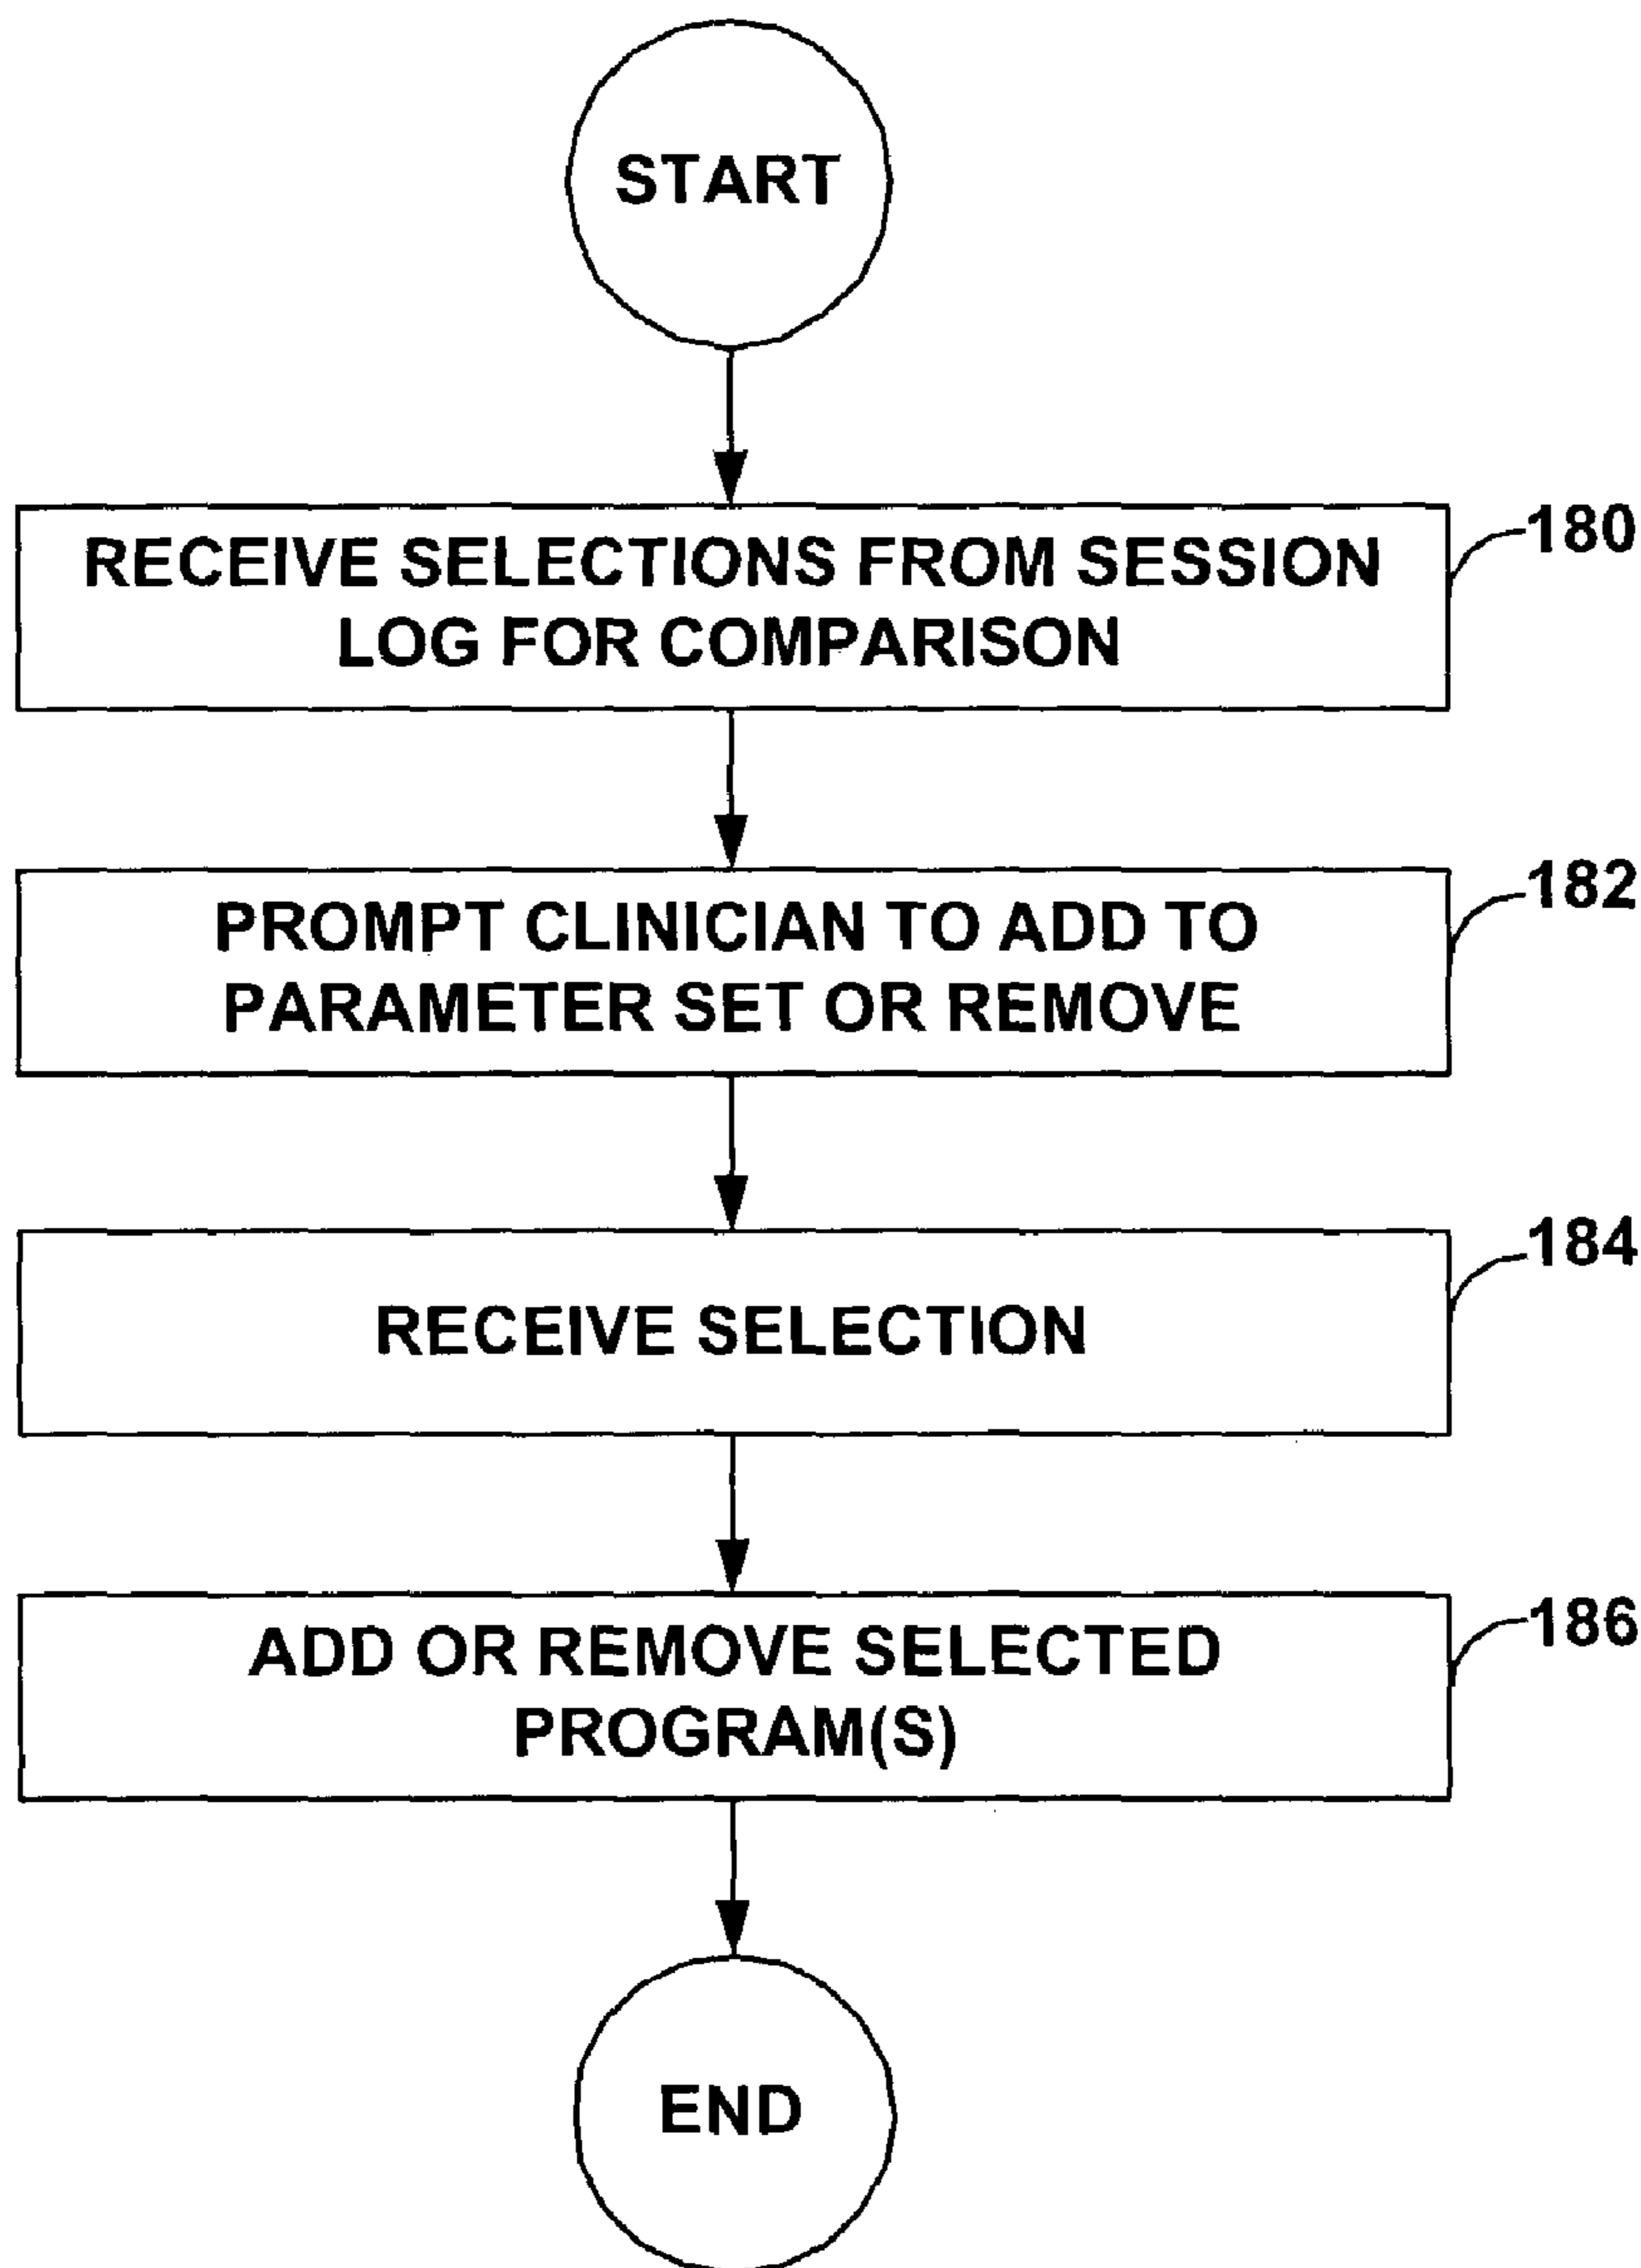 START
RECEIVE SELECTIONS FROM SESSION
LOG FOR COMPARISON
180
PROMPT CLINICIAN TO ADD TO
PARAMETER SET OR REMOVE
182
RECEIVE SELECTION
184
ADD OR REMOVE SELECTED
PROGRAM(S)
186
END